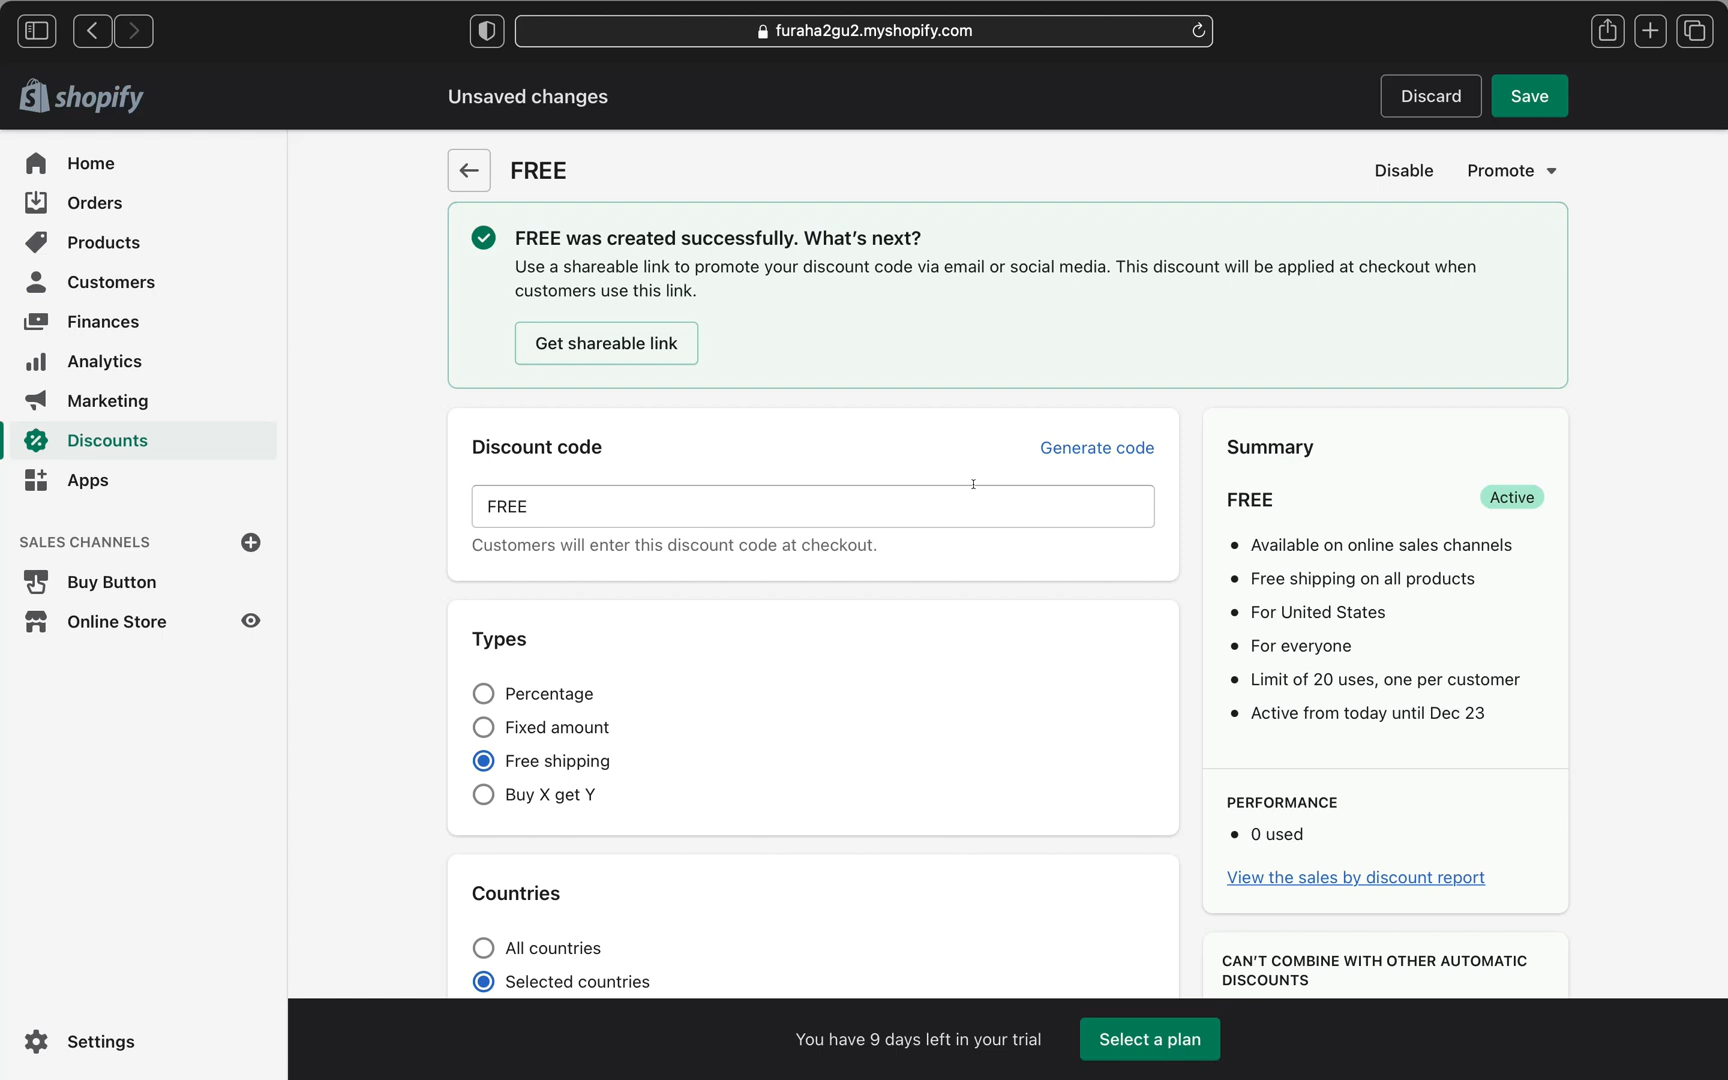 furaha2gu2.myshopify.com
shopify
Unsaved changes
Discard
Save
Home
Orders
Products
Customers
Finances
Analytics
Marketing
Discounts
Apps
SALES CHANNELS
Buy Button
Online Store
Settings
FREE
Disable
Promote
FREE was created successfully. What's next?
Use a shareable link to promote your discount code via email or social media. This discount will be applied at checkout when
customers use this link.
Get shareable link
Discount code
Generate code
FREE
Customers will enter this discount code at checkout.
Types
Percentage
Fixed amount
Free shipping
Buy X get Y
Countries
All countries
Selected countries
Summary
FREE
Active
Available on online sales channels
Free shipping on all products
For United States
For everyone
Limit of 20 uses, one per customer
Active from today until Dec 23
PERFORMANCE
0 used
View the sales by discount report
CAN'T COMBINE WITH OTHER AUTOMATIC
DISCOUNTS
You have 9 days left in your trial
Select a plan